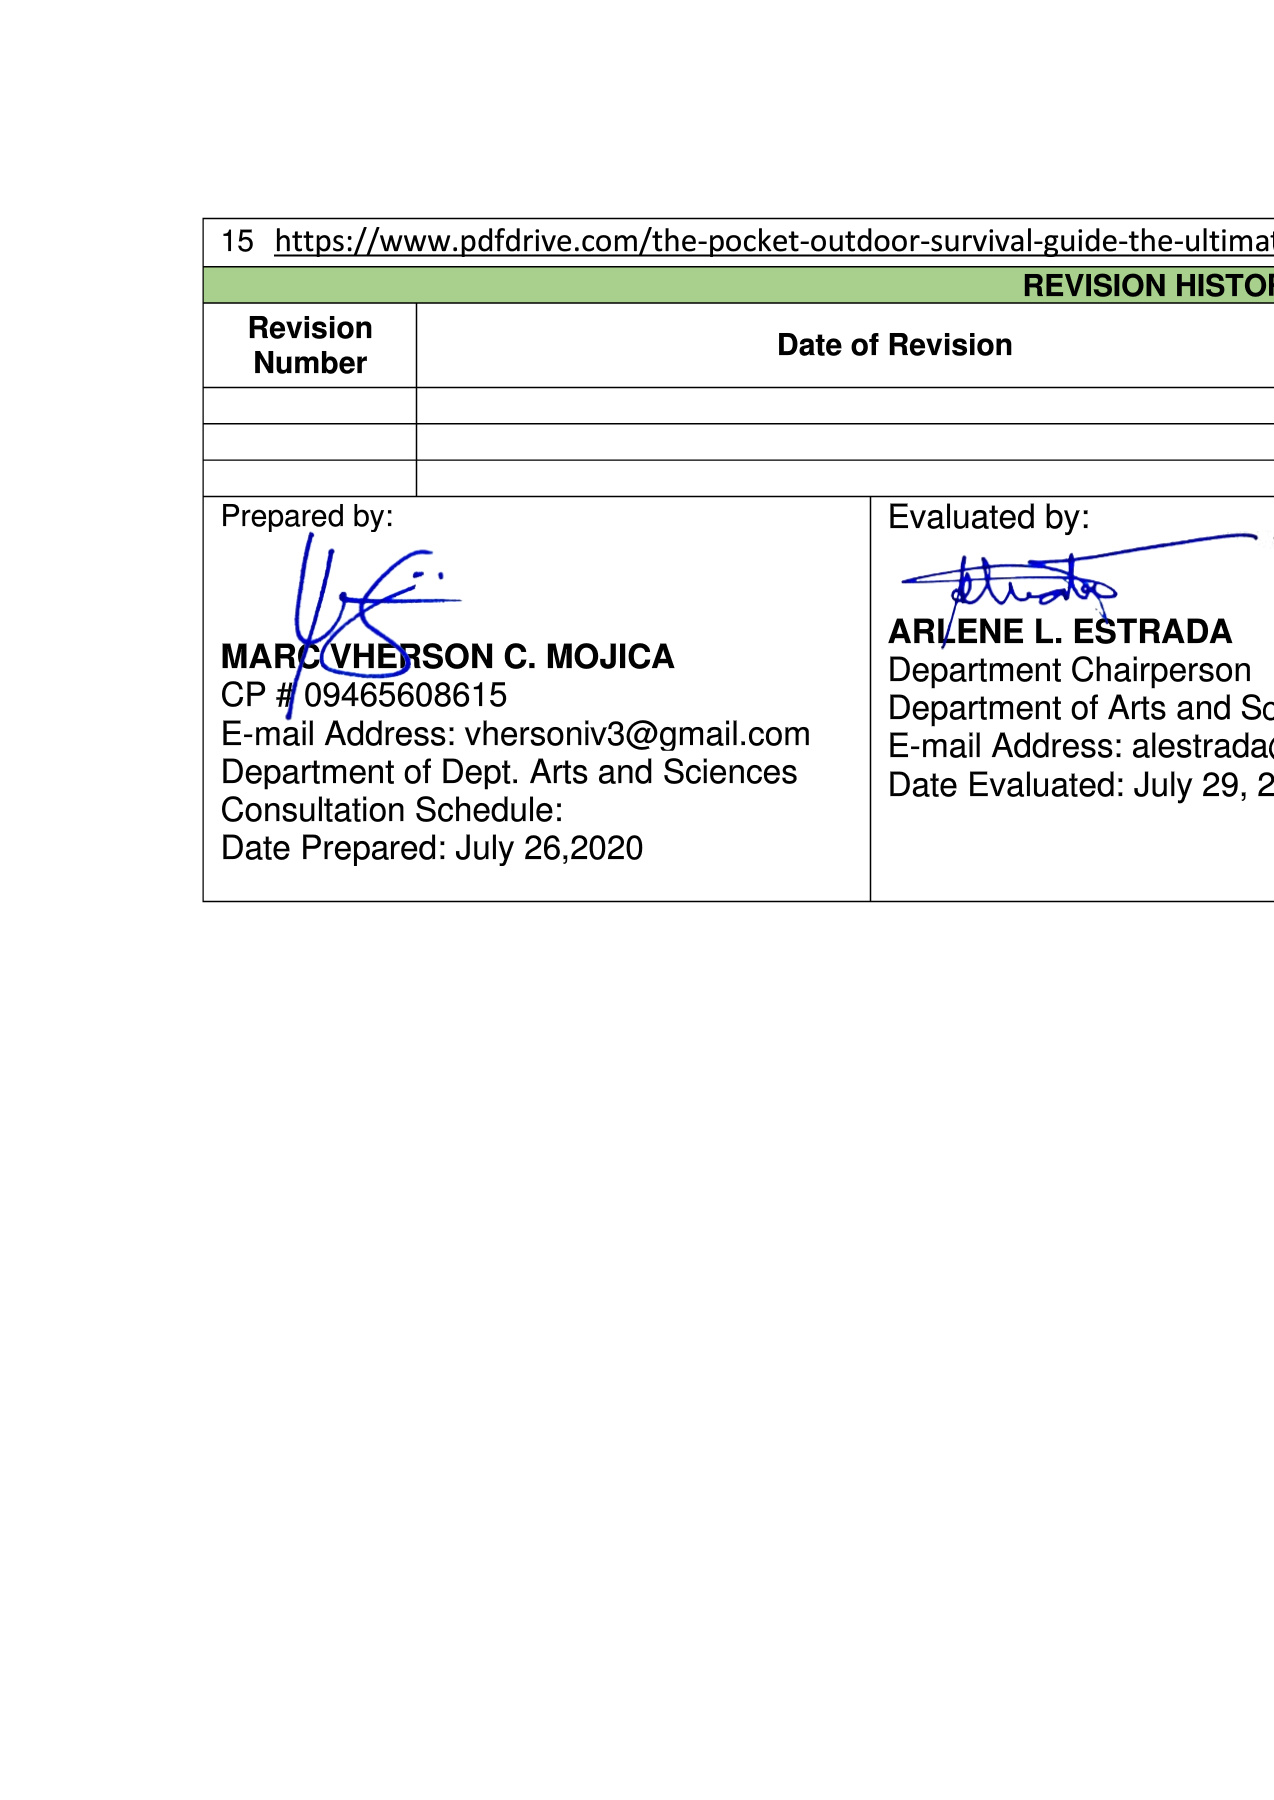 15 https://www.pdfdrive.com/the-pocket-outdoor-survival-guide-the-ultimat
REVISION HISTOR
Revision
Number
Date of Revision
Prepared by:
MARC VHERSON C. MOJICA
CP # 09465608615
E-mail Address: vhersoniv3@gmail.com
Department of Dept. Arts and Sciences
Consultation Schedule:
Date Prepared: July 26,2020
Evaluated by:
ARLENE L. ESTRADA
Department Chairperson
Department of Arts and Sc
E-mail Address: alestrada@
Date Evaluated: July 29, 2